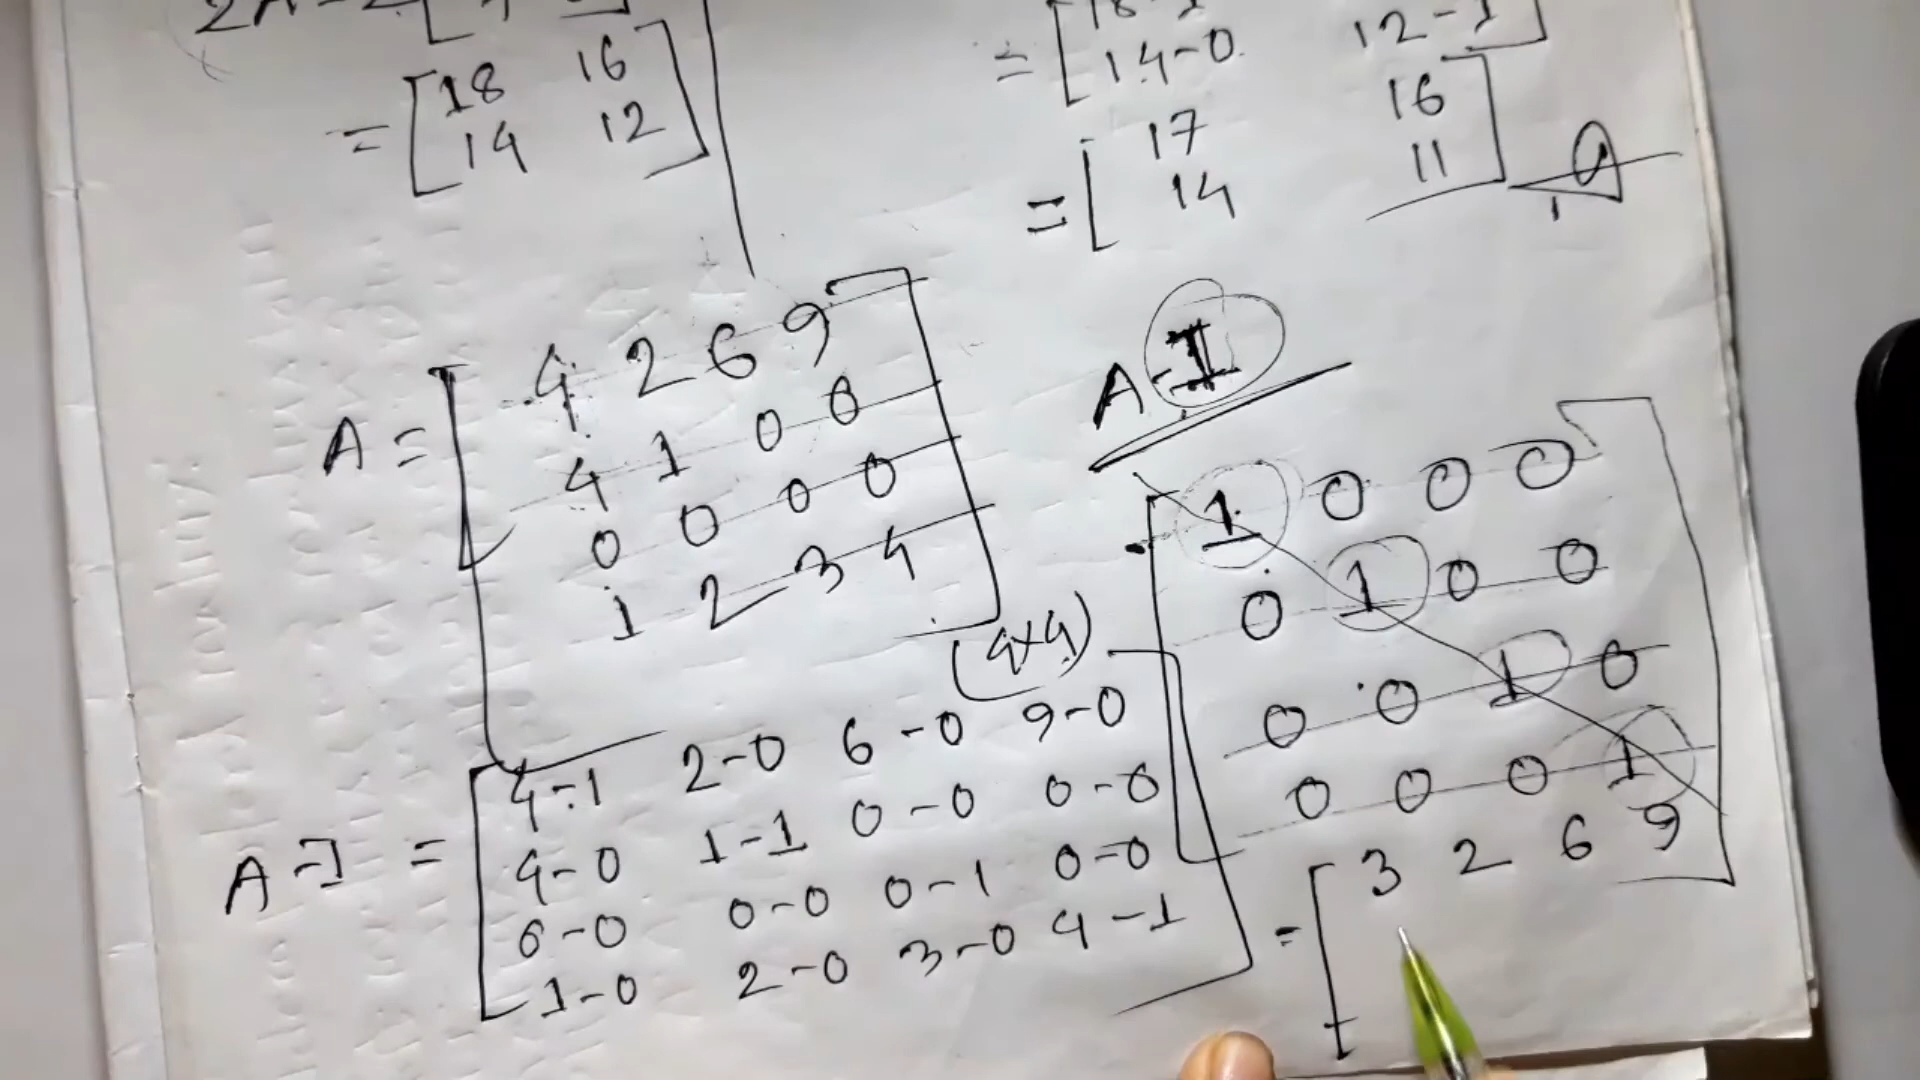 = [18 16
14 12]
= [14-0 12-1]
= [17 16
14 11]
A = [4 2 6 9
4 1 0 0
0 0 0 0
1 2 3 4]
(4×4)
A-I
[1 0 0 0
0 1 0 0
0 0 1 0
0 0 0 1]
A-I = [4-1 2-0 6-0 9-0
4-0 1-1 0-0 0-0
0-0 0-0 0-1 0-0
1-0 2-0 3-0 4-1]
= [3 2 6 9